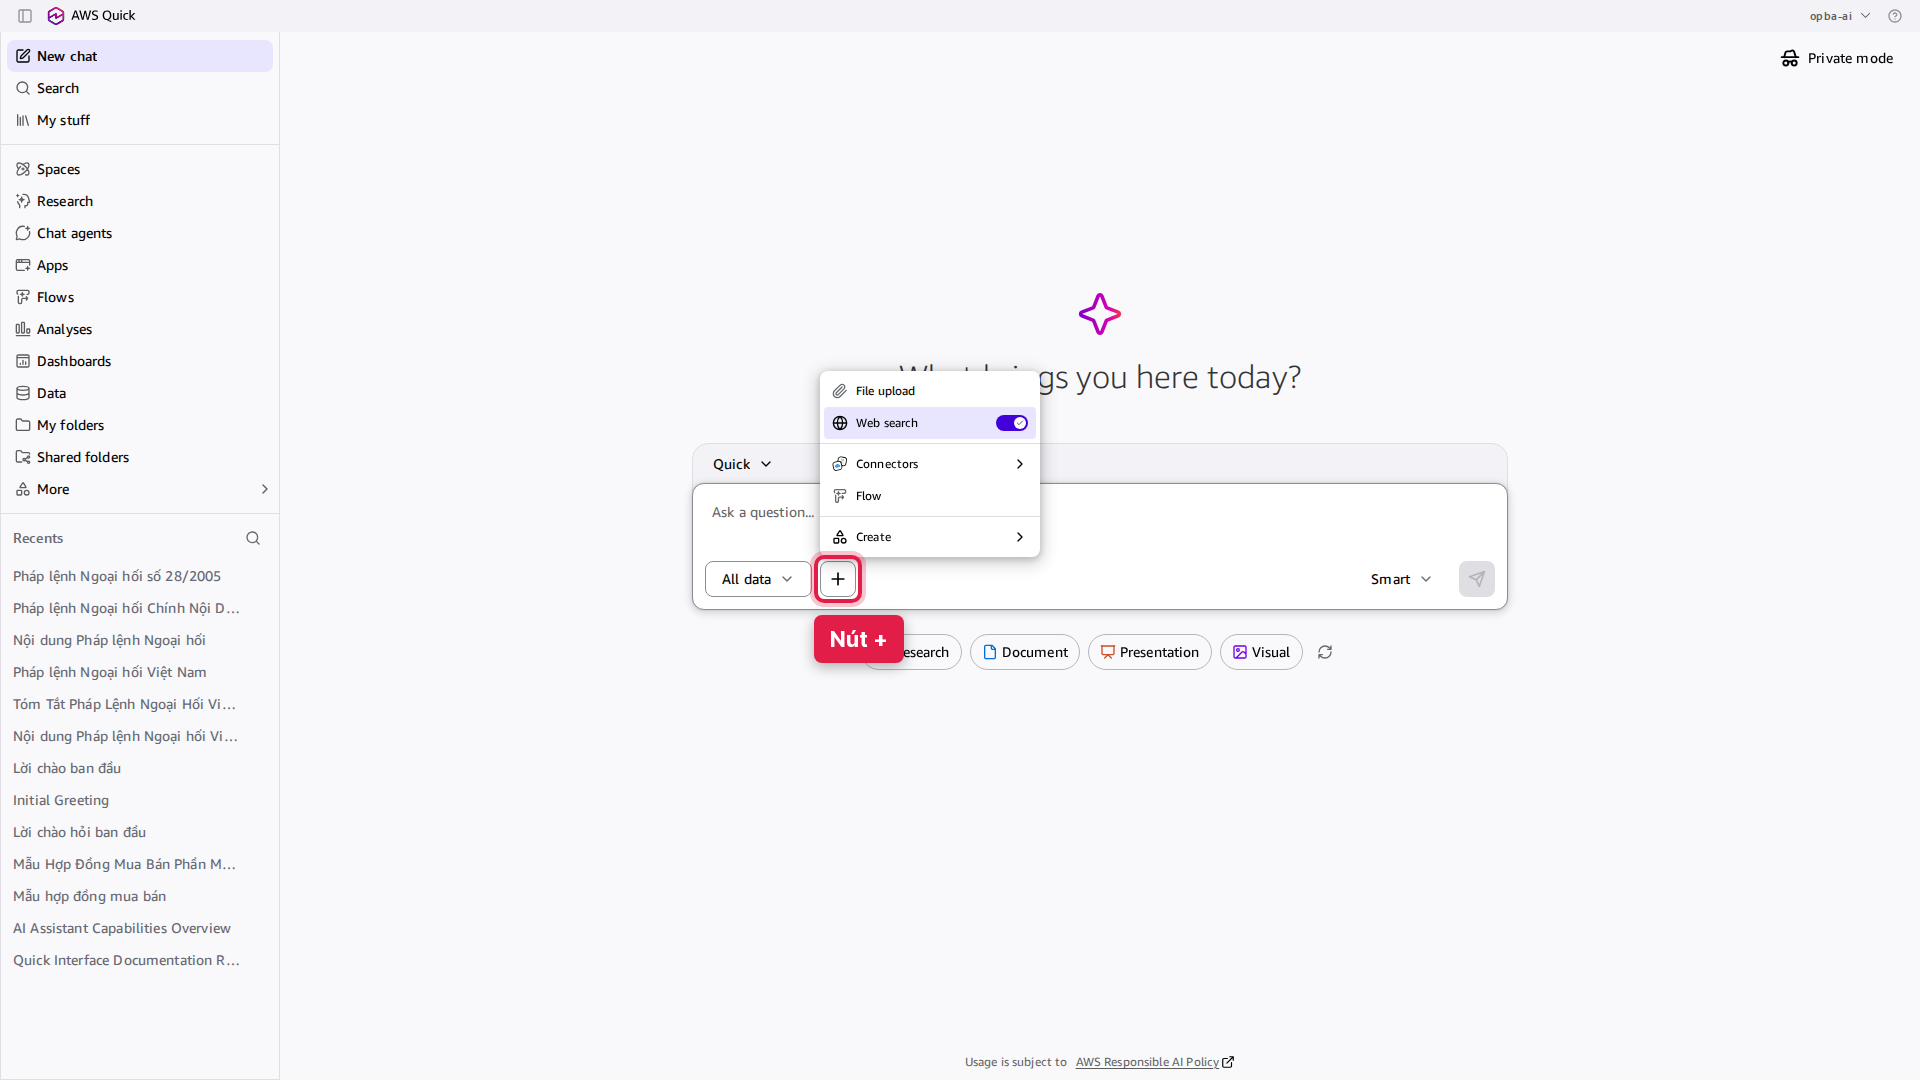 AWS Quick
opba-ai
New chat
Search
My stuff
Spaces
Research
Chat agents
Apps
Flows
Analyses
Dashboards
Data
My folders
Shared folders
More
Recents
Pháp lệnh Ngoại hối số 28/2005
Pháp lệnh Ngoại hối Chính Nội D...
Nội dung Pháp lệnh Ngoại hối
Pháp lệnh Ngoại hối Việt Nam
Tóm Tắt Pháp Lệnh Ngoại Hối Vi...
Nội dung Pháp lệnh Ngoại hối Vi...
Lời chào ban đầu
Initial Greeting
Lời chào hỏi ban đầu
Mẫu Hợp Đồng Mua Bán Phần M...
Mẫu hợp đồng mua bán
AI Assistant Capabilities Overview
Quick Interface Documentation R...
Private mode
gs you here today?
File upload
Web search
Connectors
Flow
Create
Quick
Ask a question...
All data
Smart
Nút +
esearch
Document
Presentation
Visual
Usage is subject to AWS Responsible AI Policy